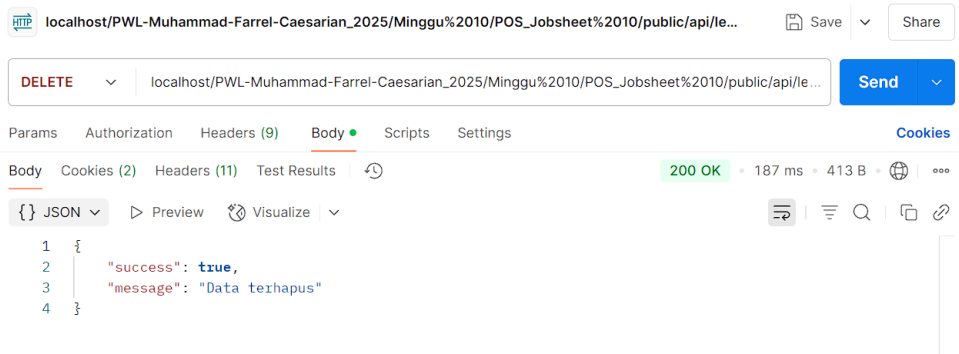 HTTP localhost/PWL-Muhammad-Farrel-Caesarian_2025/Minggu%2010/POS_Jobsheet%2010/public/api/le... Save Share
DELETE localhost/PWL-Muhammad-Farrel-Caesarian_2025/Minggu%2010/POS_Jobsheet%2010/public/api/le... Send
Params Authorization Headers (9) Body Scripts Settings Cookies
Body Cookies (2) Headers (11) Test Results 200 OK 187 ms 413 B
{} JSON Preview Visualize
1 {
2 "success": true,
3 "message": "Data terhapus"
4 }